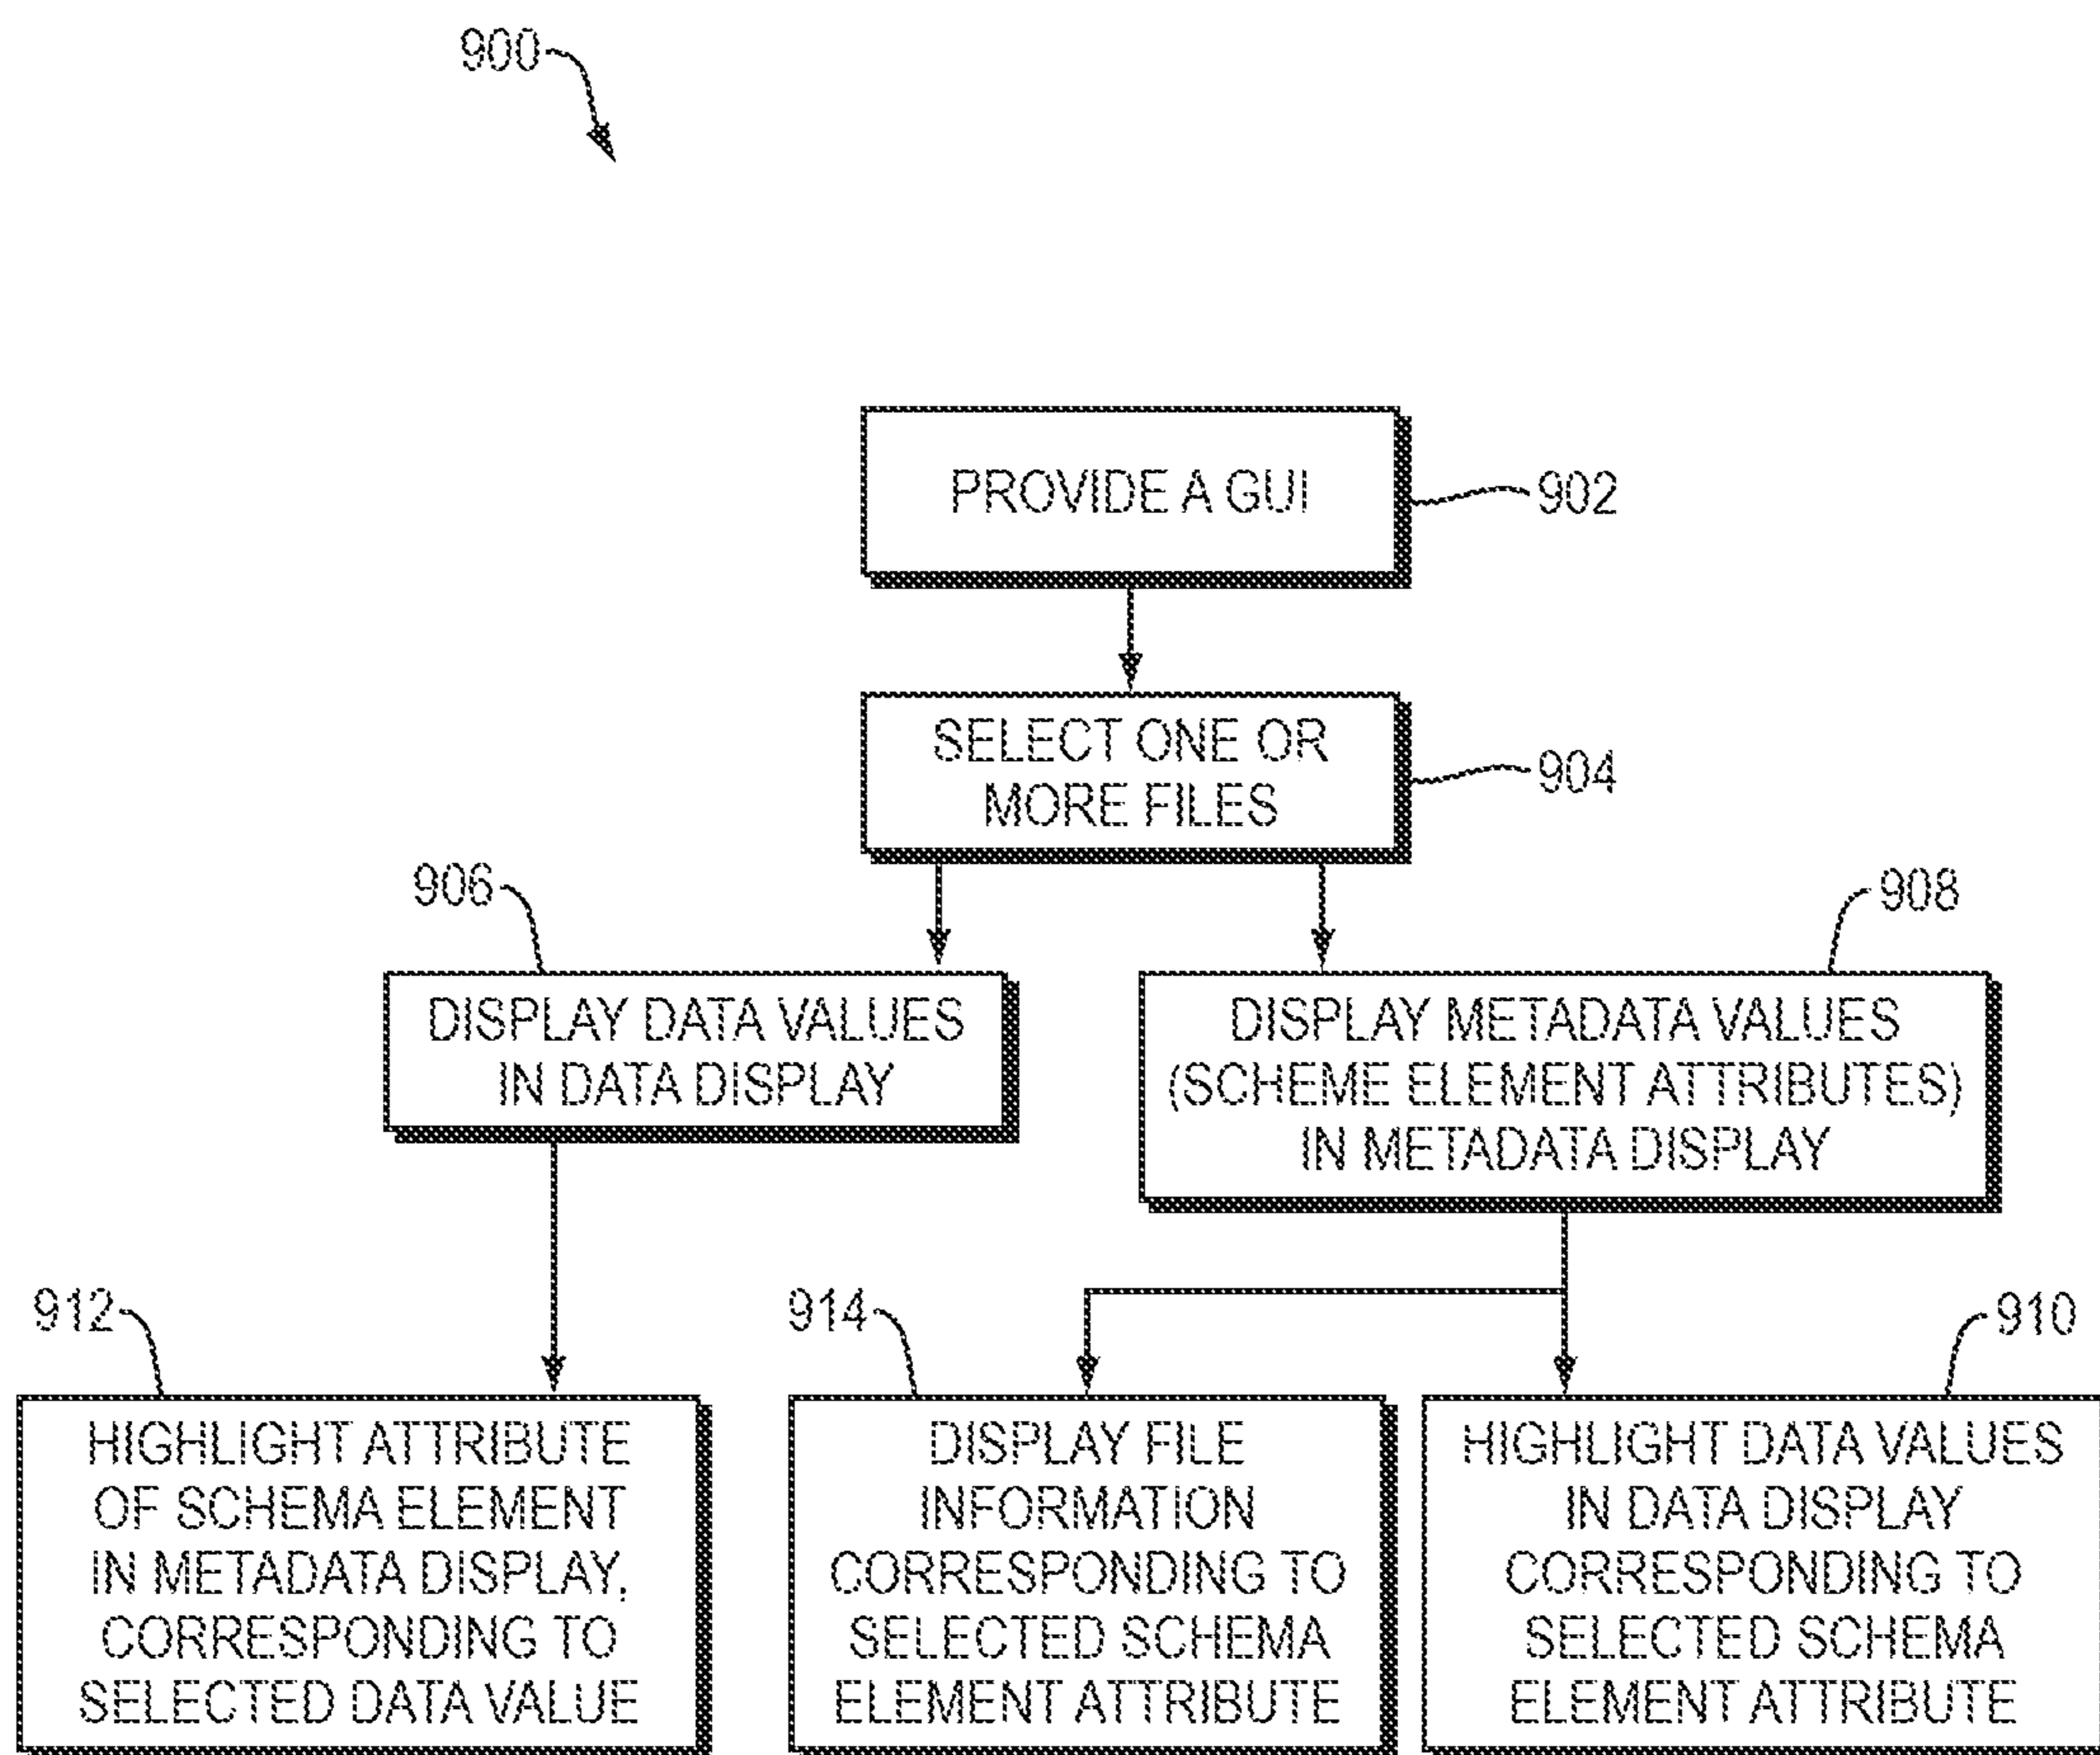 900
PROVIDE A GUI
902
SELECT ONE OR
MORE FILES
904
906
DISPLAY DATA VALUES
IN DATA DISPLAY
908
DISPLAY METADATA VALUES
(SCHEME ELEMENT ATTRIBUTES)
IN METADATA DISPLAY
912
HIGHLIGHT ATTRIBUTE
OF SCHEMA ELEMENT
IN METADATA DISPLAY,
CORRESPONDING TO
SELECTED DATA VALUE
914
DISPLAY FILE
INFORMATION
CORRESPONDING TO
SELECTED SCHEMA
ELEMENT ATTRIBUTE
910
HIGHLIGHT DATA VALUES
IN DATA DISPLAY
CORRESPONDING TO
SELECTED SCHEMA
ELEMENT ATTRIBUTE